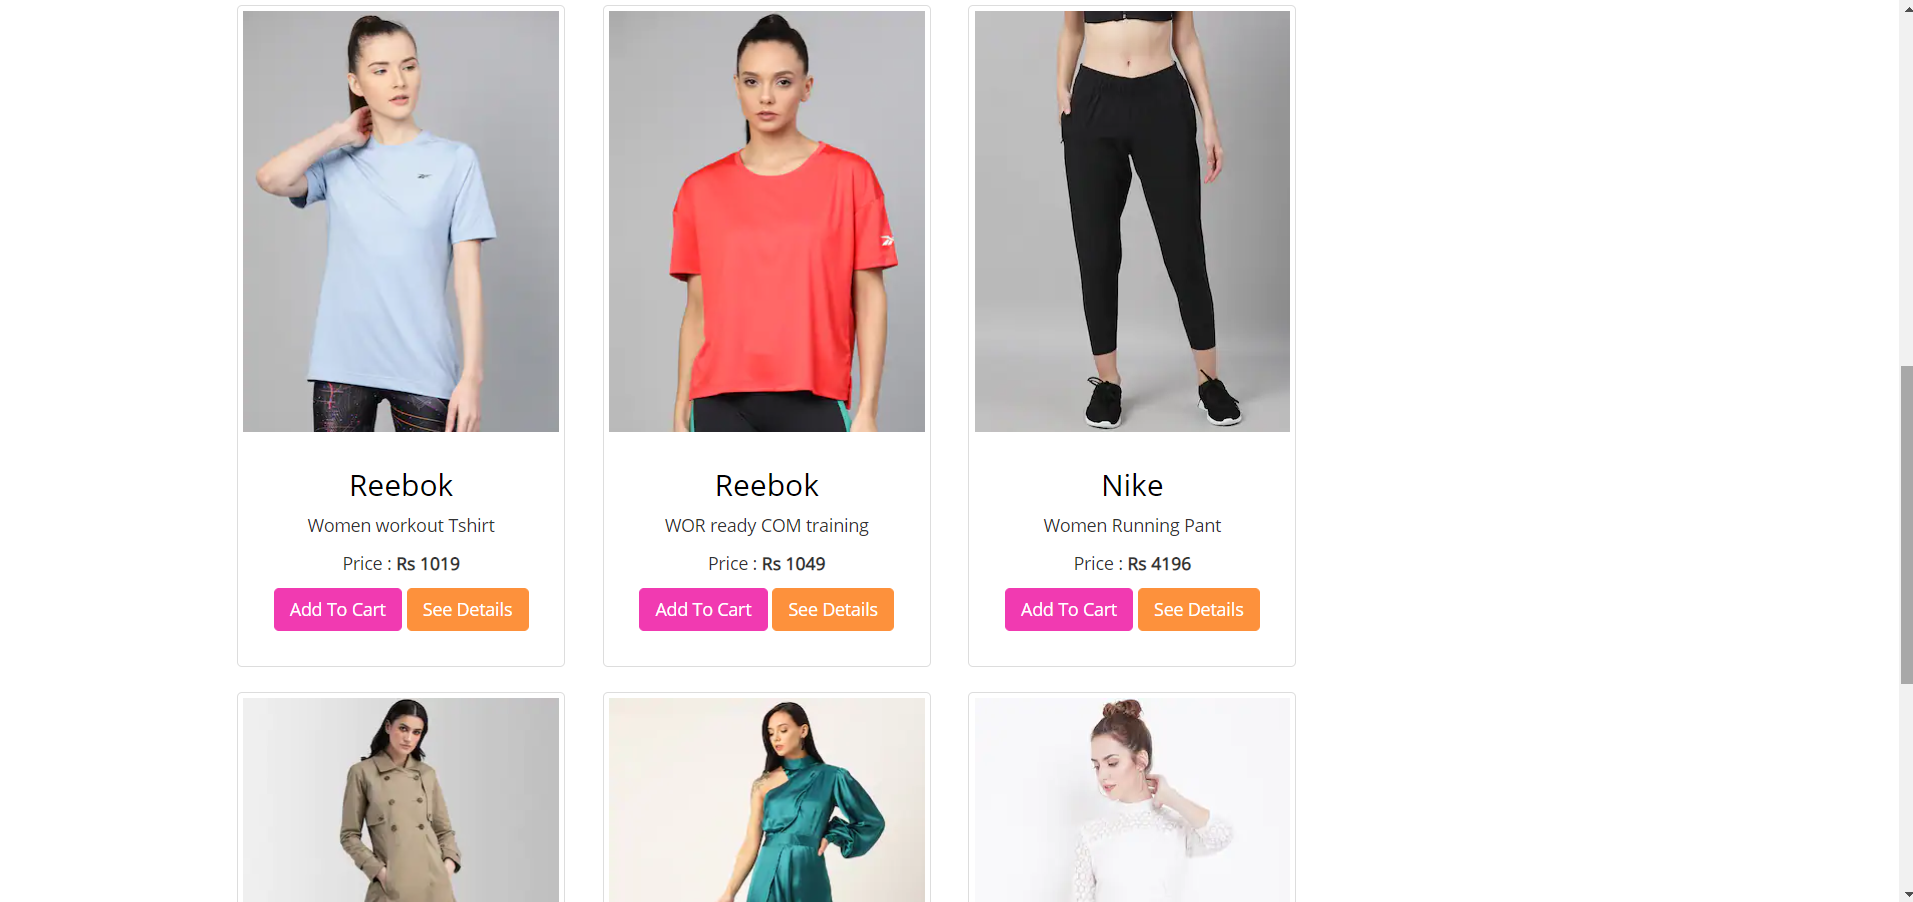 Reebok
Women workout Tshirt
Price : Rs 1019
Add To Cart See Details
Reebok
WOR ready COM training
Price : Rs 1049
Add To Cart See Details
Nike
Women Running Pant
Price : Rs 4196
Add To Cart See Details